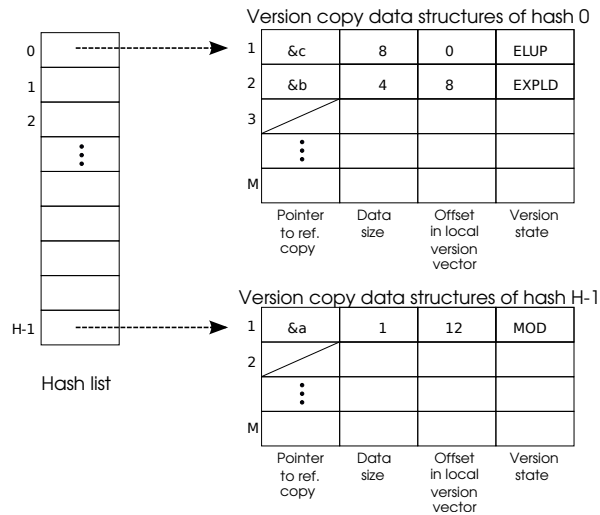 Version copy data structures of hash 0
0
1
2
H-1
Hash list
1 &c 8 0 ELUP
2 &b 4 8 EXPLD
3
M
Pointer to ref. copy
Data size
Offset in local version vector
Version state
Version copy data structures of hash H-1
1 &a 1 12 MOD
2
M
Pointer to ref. copy
Data size
Offset in local version vector
Version state